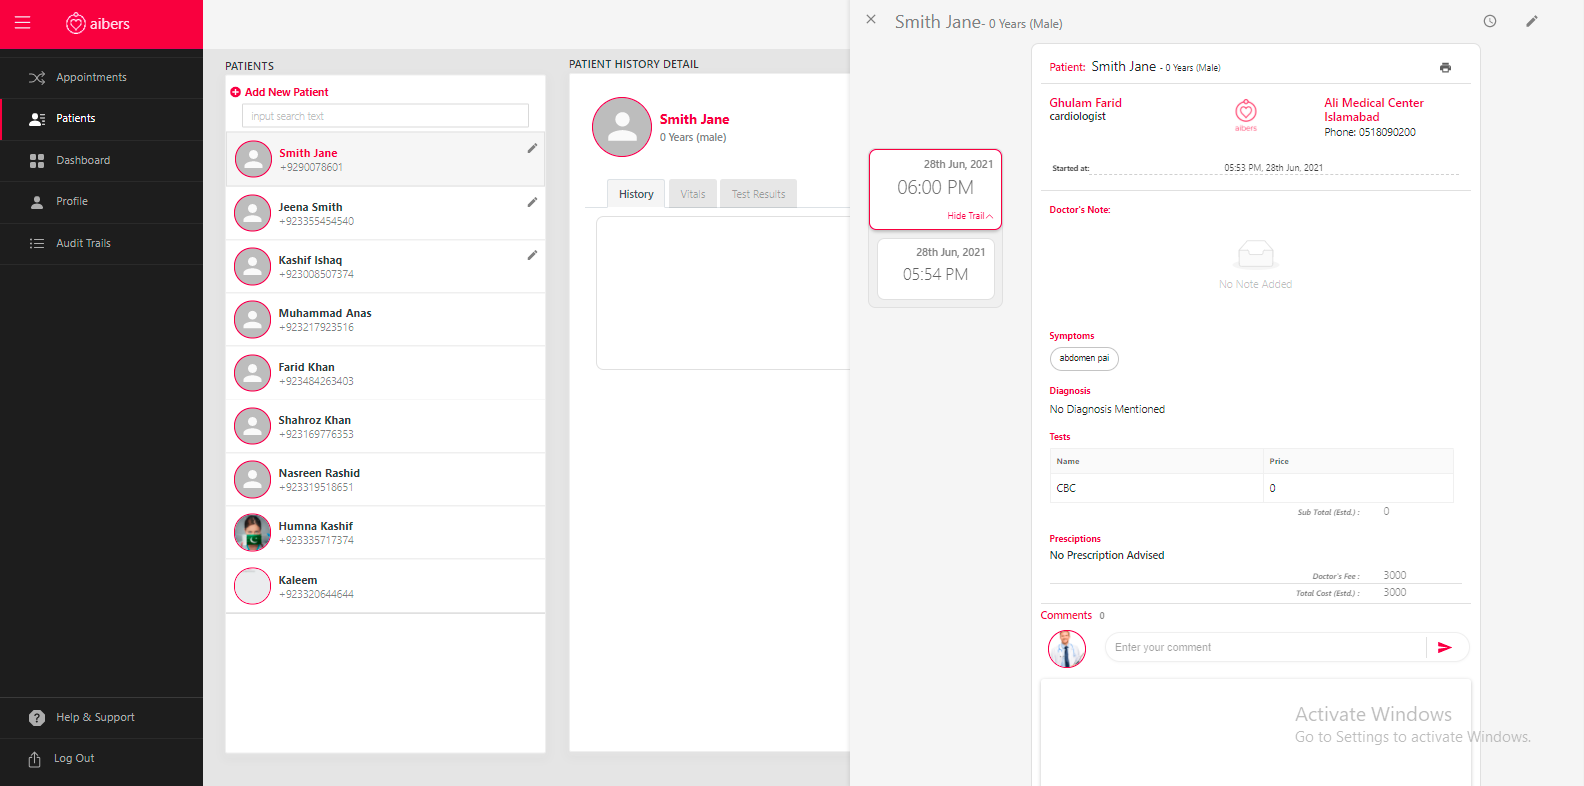 aibers
Appointments
Patients
Dashboard
Profile
Audit Trails
Help & Support
Log Out
PATIENTS
Add New Patient
input search text
Smith Jane
+9290078601
Jeena Smith
+923355454540
Kashif Ishaq
+923008507374
Muhammad Anas
+923217923516
Farid Khan
+923484263403
Shahroz Khan
+923169776353
Nasreen Rashid
+923319518651
Humna Kashif
+923335717374
Kaleem
+923320644644
PATIENT HISTORY DETAIL
Smith Jane
0 Years (male)
History
Vitals
Test Results
Smith Jane- 0 Years (Male)
28th Jun, 2021
06:00 PM
Hide Trail
28th Jun, 2021
05:54 PM
Patient: Smith Jane - 0 Years (Male)
Ghulam Farid
cardiologist
aibers
Ali Medical Center
Islamabad
Phone: 0518090200
Started at: 05:53 PM, 28th Jun, 2021
Doctor's Note:
No Note Added
Symptoms
abdomen pai
Diagnosis
No Diagnosis Mentioned
Tests
Name Price
CBC 0
Sub Total (Estd.) : 0
Presciptions
No Prescription Advised
Doctor's Fee : 3000
Total Cost (Estd.) : 3000
Comments 0
Enter your comment
Activate Windows
Go to Settings to activate Windows.